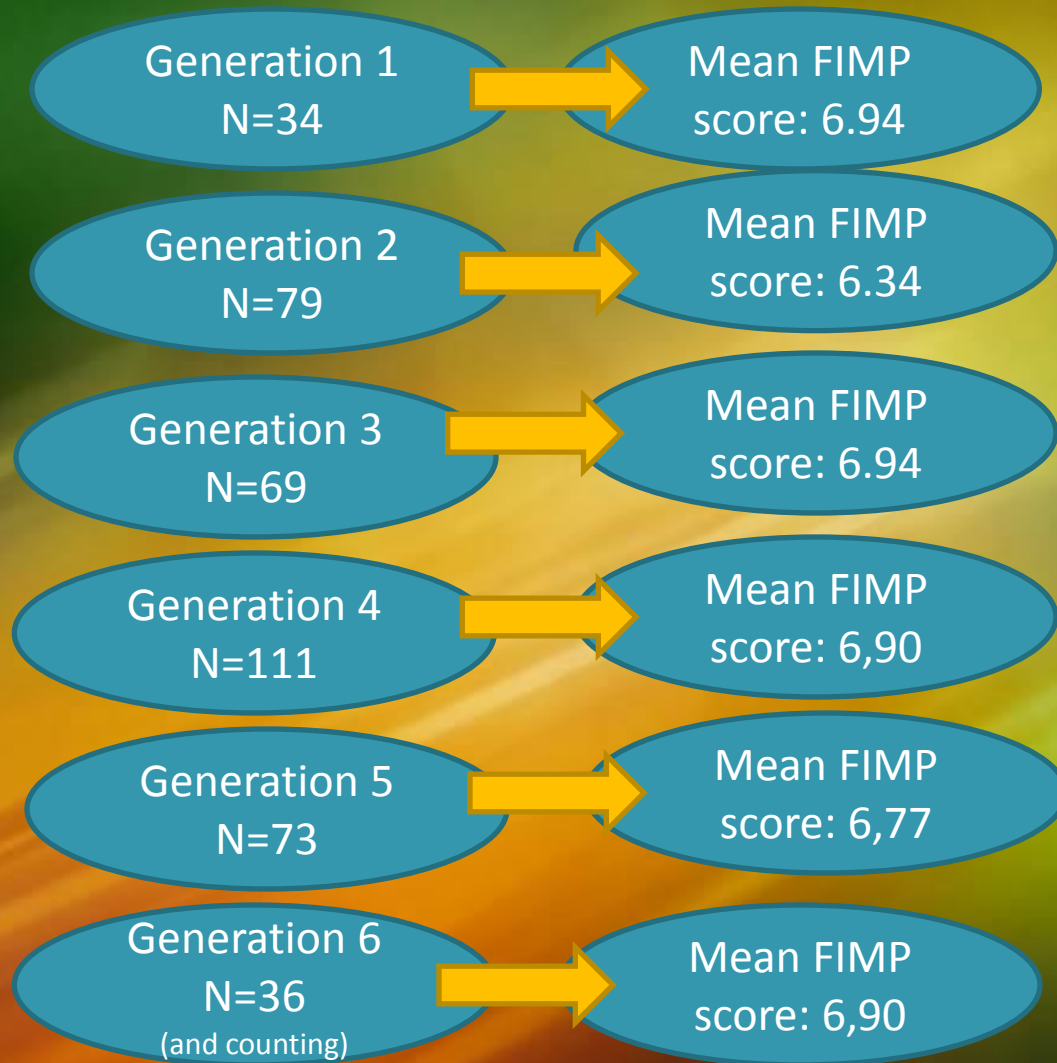 Generation 1
N=34
Mean FIMP
score: 6.94
Generation 2
N=79
Mean FIMP
score: 6.34
Generation 3
N=69
Mean FIMP
score: 6.94
Generation 4
N=111
Mean FIMP
score: 6,90
Generation 5
N=73
Mean FIMP
score: 6,77
Generation 6
N=36
(and counting)
Mean FIMP
score: 6,90